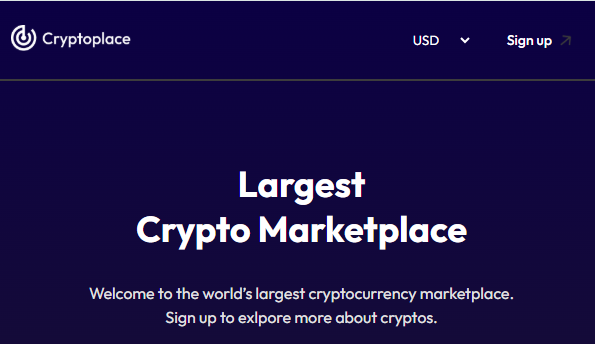 Cryptoplace
USD
Sign up
Largest
Crypto Marketplace
Welcome to the world's largest cryptocurrency marketplace.
Sign up to exlpore more about cryptos.